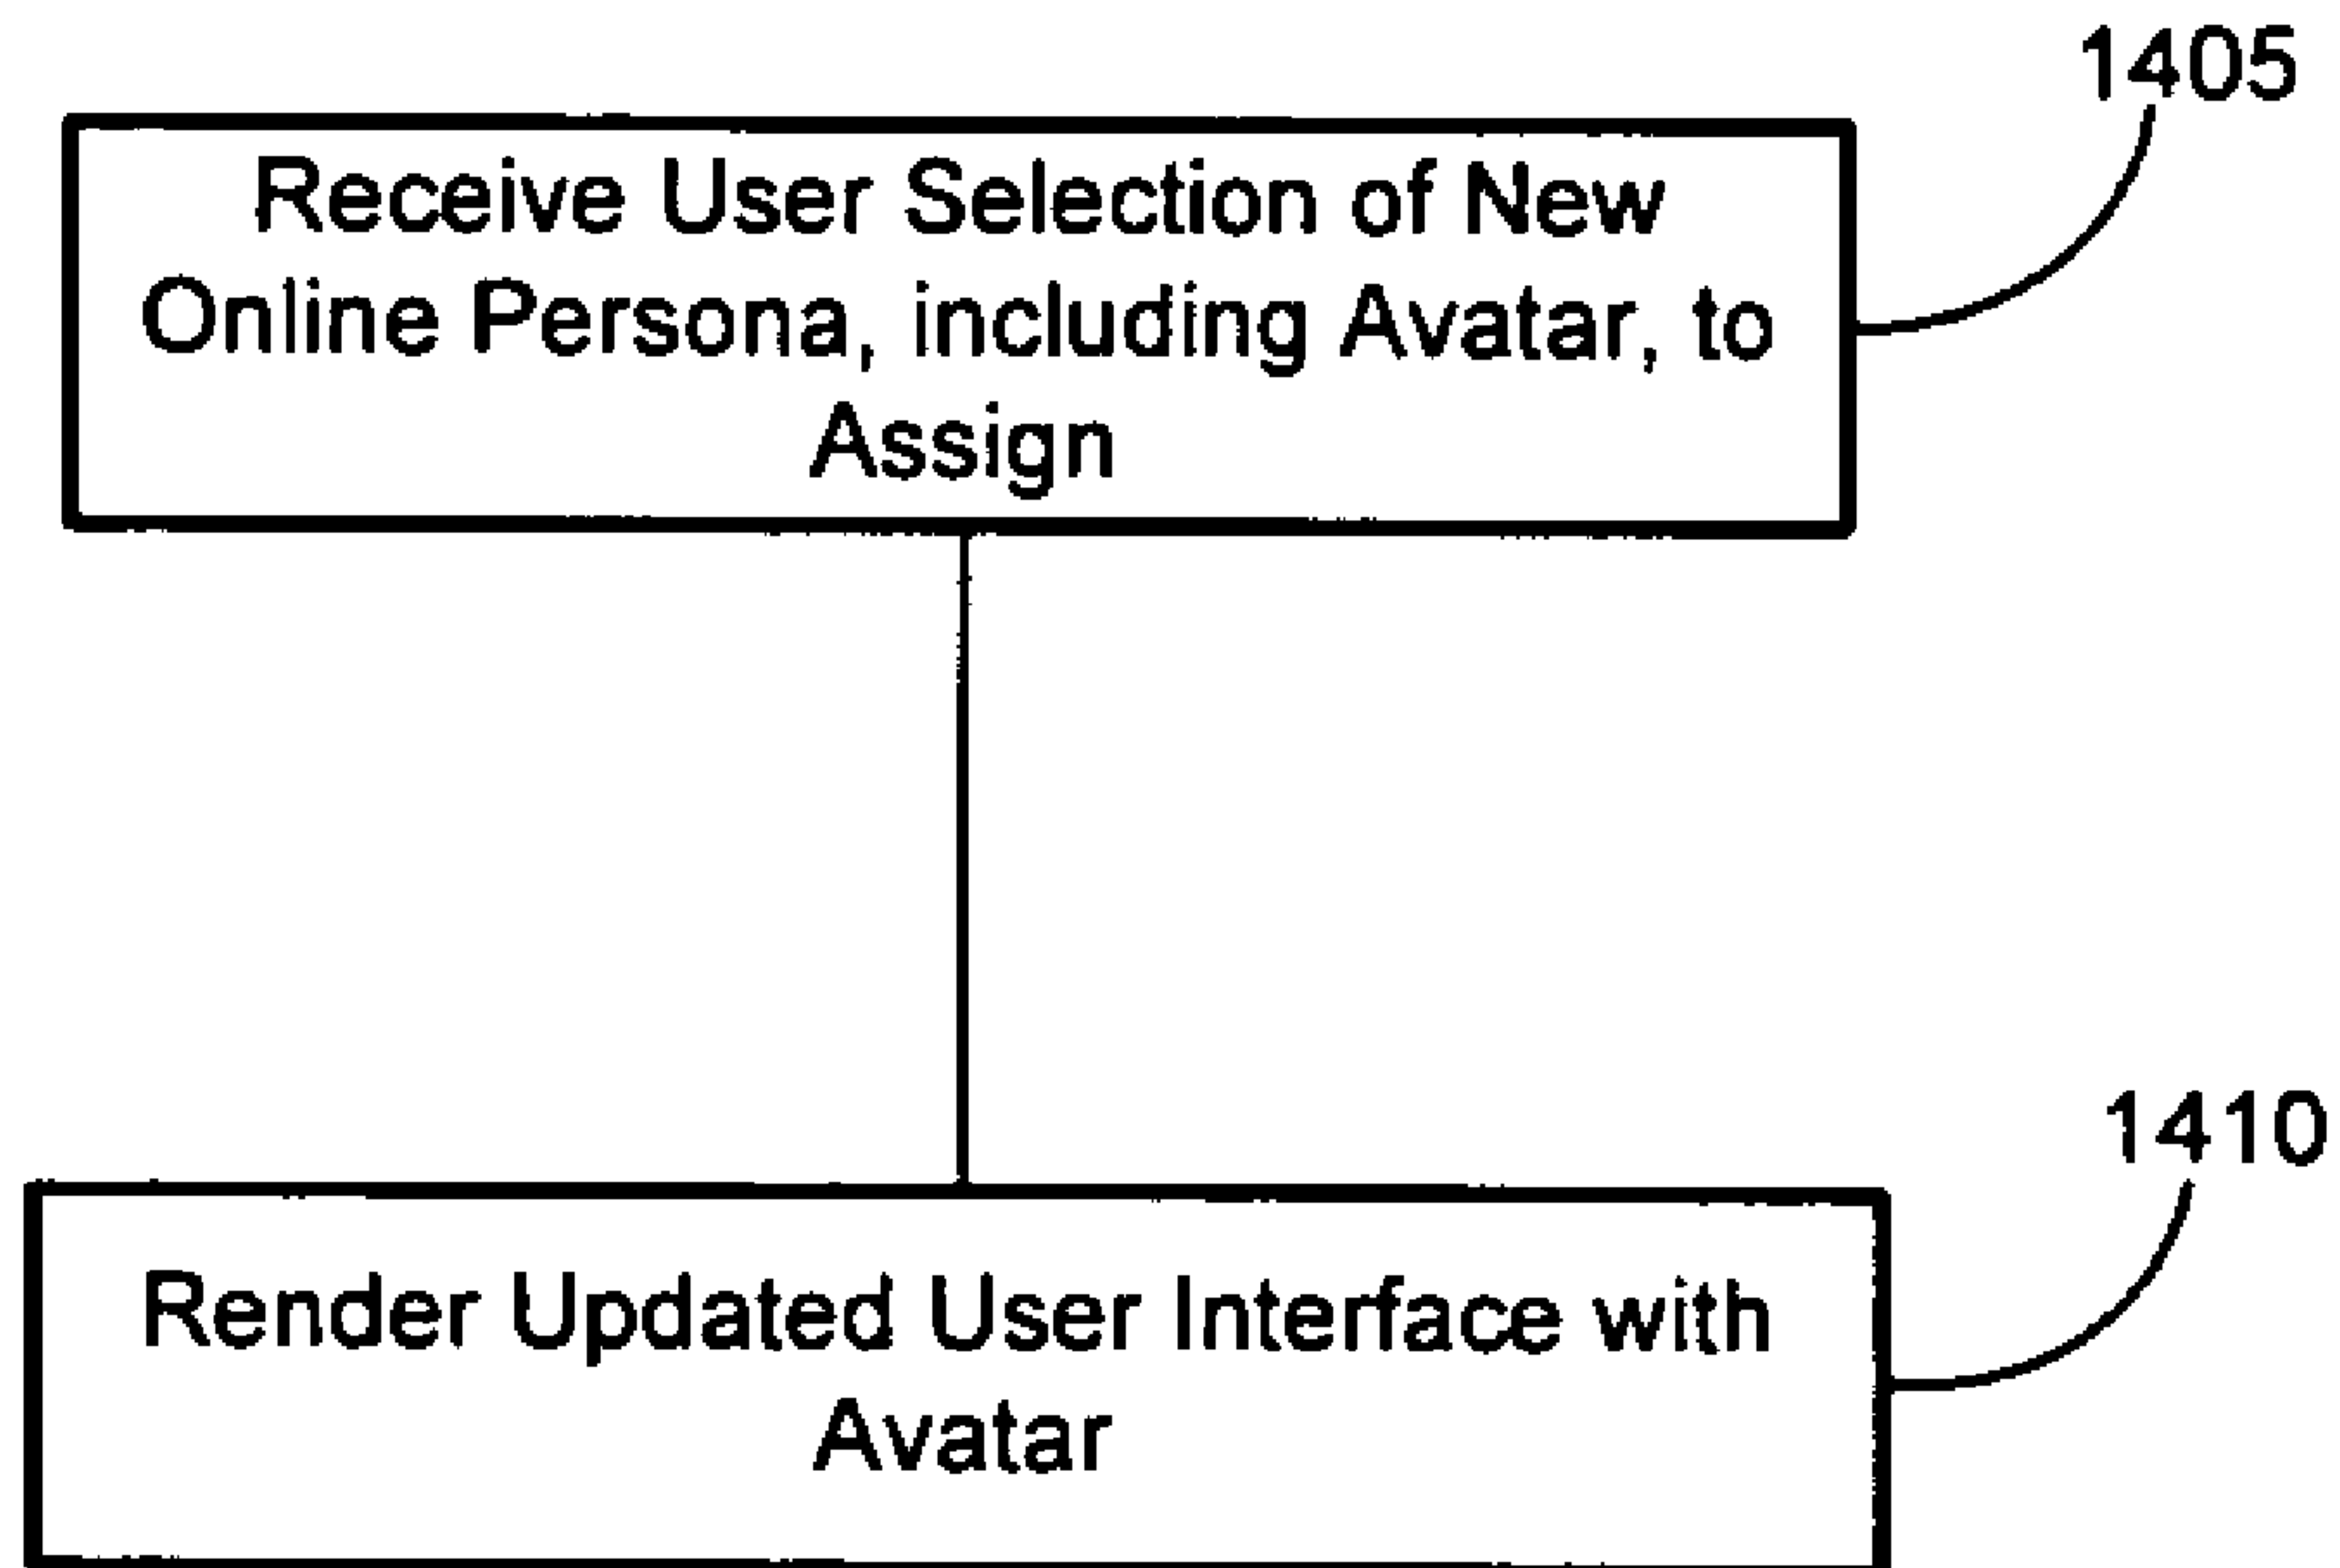 1405
Receive User Selection of New
Online Persona, including Avatar, to
Assign
1410
Render Updated User Interface with
Avatar